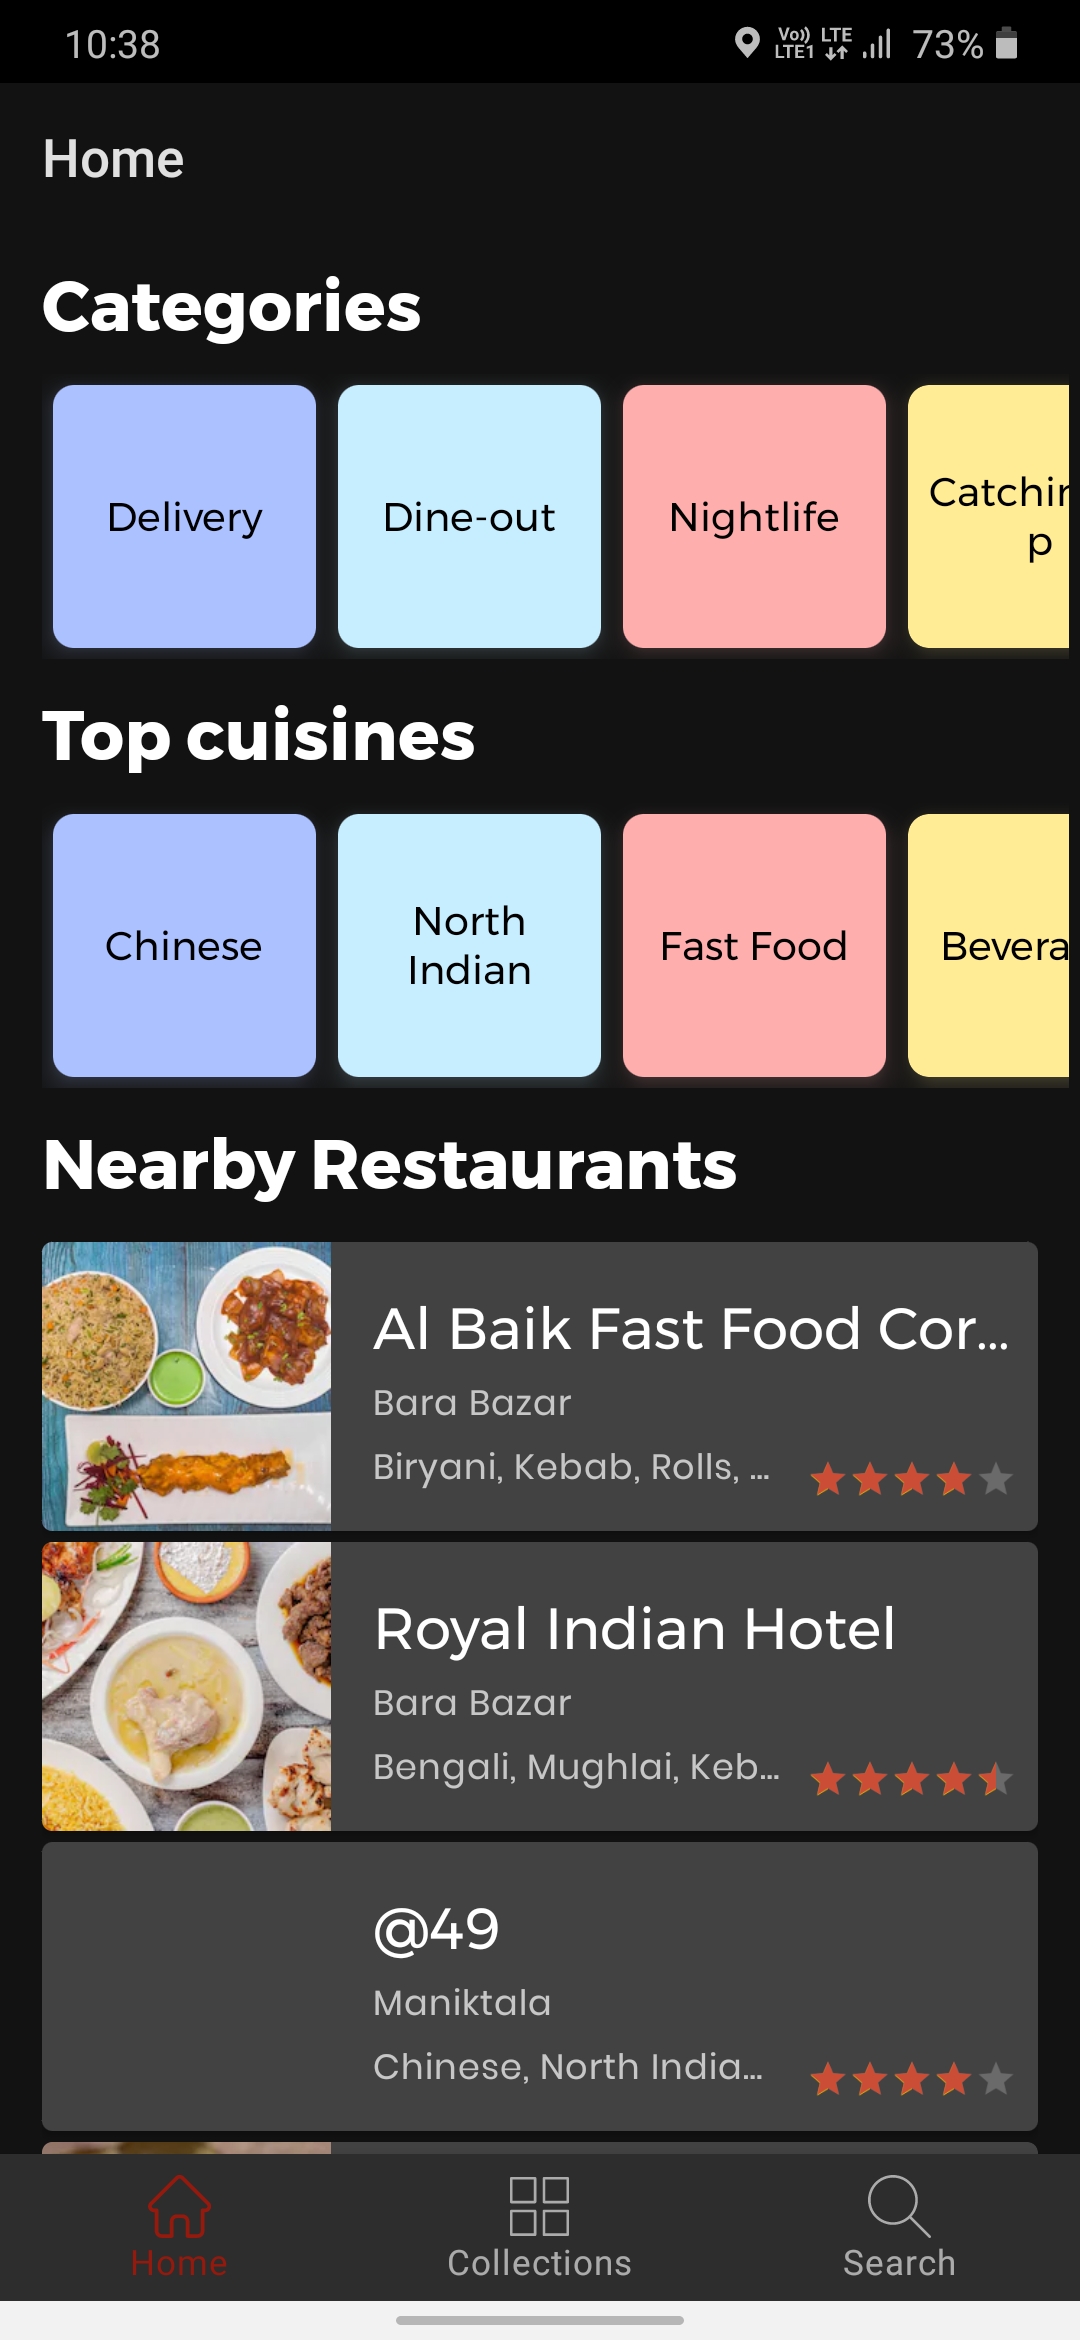 10:38
Vo)) LTE
LTE1
73%
Home
Categories
Delivery
Dine-out
Nightlife
Catchin
p
Top cuisines
Chinese
North
Indian
Fast Food
Bevera
Nearby Restaurants
Al Baik Fast Food Cor...
Bara Bazar
Biryani, Kebab, Rolls, ...
Royal Indian Hotel
Bara Bazar
Bengali, Mughlai, Keb...
@49
Maniktala
Chinese, North India...
Home
Collections
Search